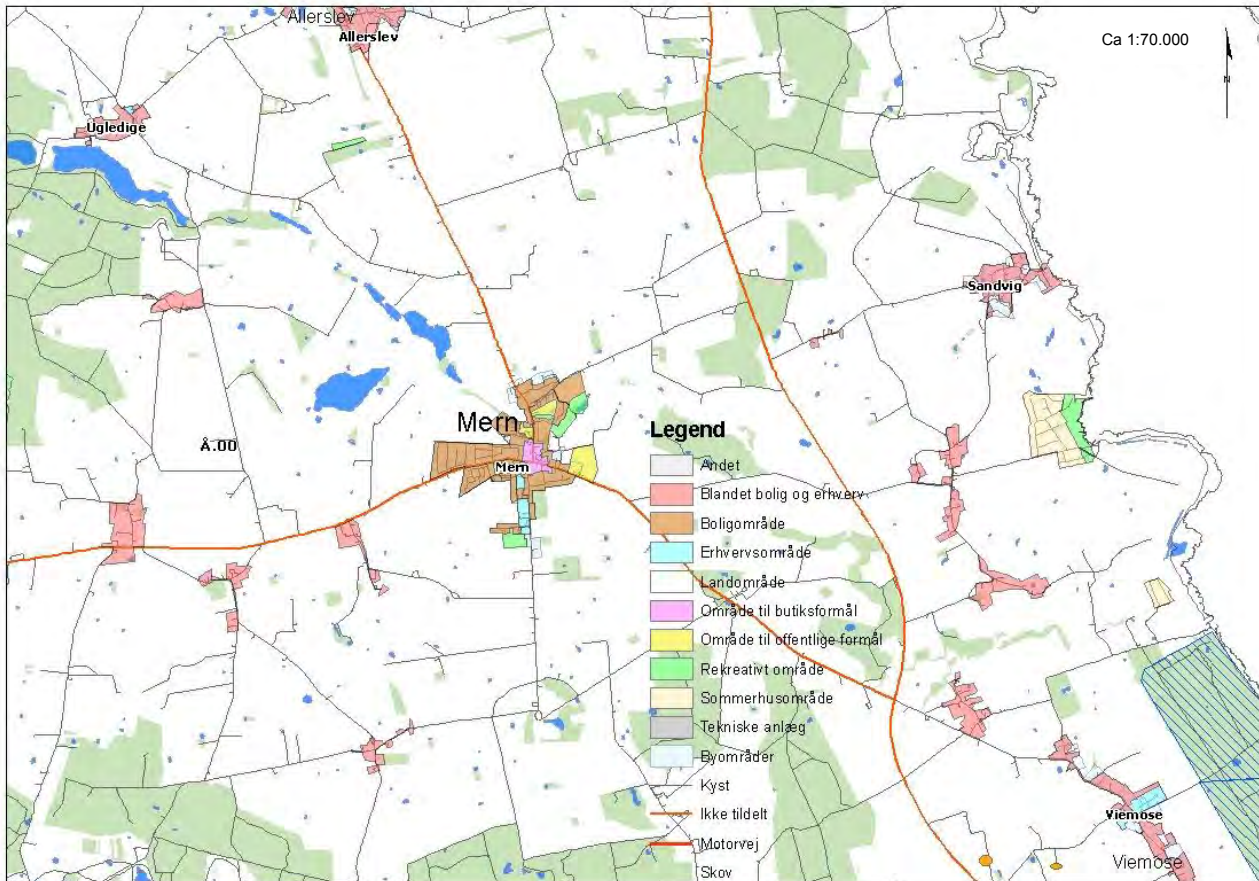 Allerslev
Allerslev
Ca 1:70.000
N
Ugledige
Sandvig
Mern
Å.00
Mern
Legend
Andet
Blandet bolig og erhverv
Boligområde
Erhvervsområde
Landområde
Område til butiksformål
Område til offentlige formål
Rekreativt område
Sommerhusområde
Tekniske anlæg
Byområder
Kyst
Ikke tildelt
Motorvej
Skov
Viemose
Viemose